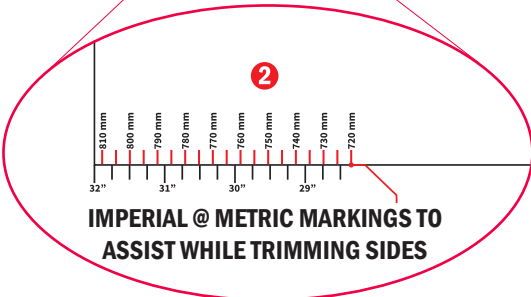 2
810 mm 800 mm 790 mm 780 mm 770 mm 760 mm 750 mm 740 mm 730 mm 720 mm
32” 31” 30” 29”
IMPERIAL @ METRIC MARKINGS TO
ASSIST WHILE TRIMMING SIDES